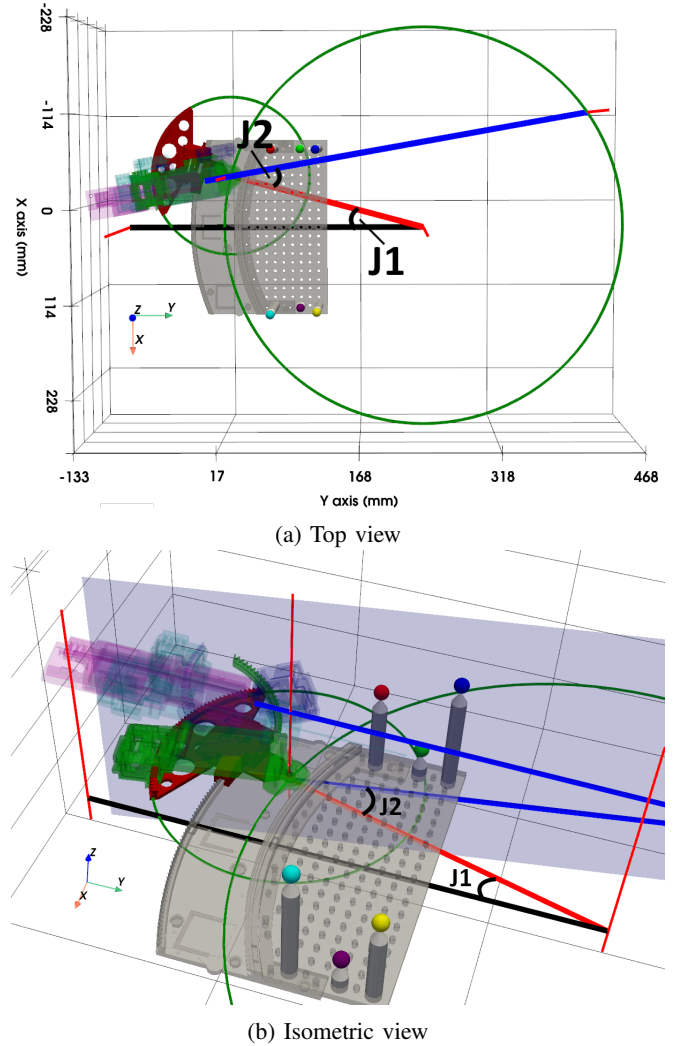 -228
-114
0
114
228
X axis (mm)
J2
J1
Z
Y
X
-133
17
168
318
468
Y axis (mm)
(a) Top view
J2
J1
Z
Y
X
(b) Isometric view